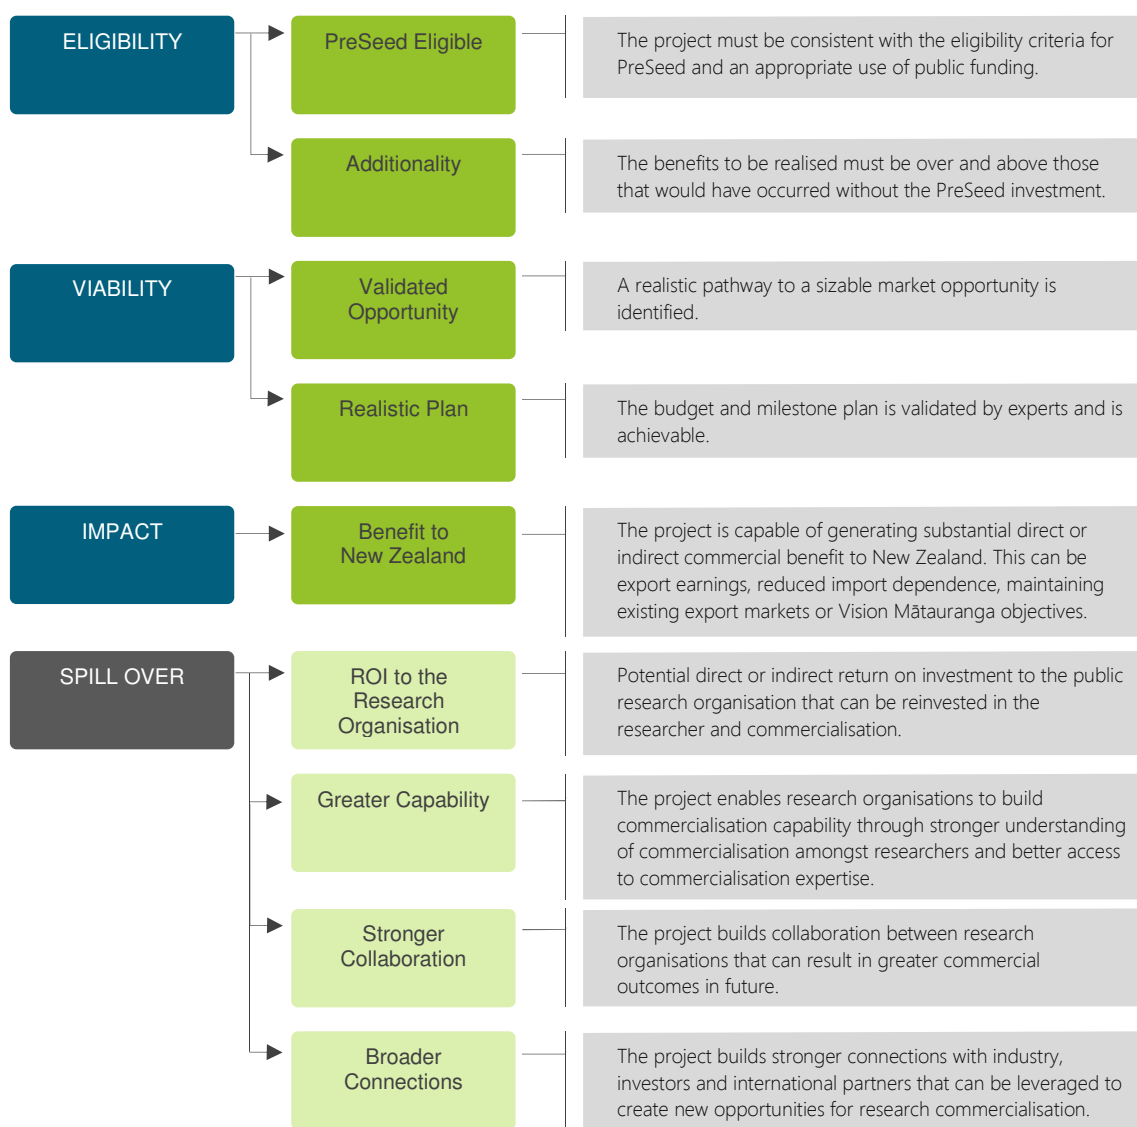 ELIGIBILITY
PreSeed Eligible
The project must be consistent with the eligibility criteria for
PreSeed and an appropriate use of public funding.
Additionality
The benefits to be realised must be over and above those
that would have occurred without the PreSeed investment.
VIABILITY
Validated
Opportunity
A realistic pathway to a sizable market opportunity is
identified.
Realistic Plan
The budget and milestone plan is validated by experts and is
achievable.
IMPACT
Benefit to
New Zealand
The project is capable of generating substantial direct or
indirect commercial benefit to New Zealand. This can be
export earnings, reduced import dependence, maintaining
existing export markets or Vision Mātauranga objectives.
SPILL OVER
ROI to the
Research
Organisation
Potential direct or indirect return on investment to the public
research organisation that can be reinvested in the
researcher and commercialisation.
Greater Capability
The project enables research organisations to build
commercialisation capability through stronger understanding
of commercialisation amongst researchers and better access
to commercialisation expertise.
Stronger
Collaboration
The project builds collaboration between research
organisations that can result in greater commercial
outcomes in future.
Broader
Connections
The project builds stronger connections with industry,
investors and international partners that can be leveraged to
create new opportunities for research commercialisation.